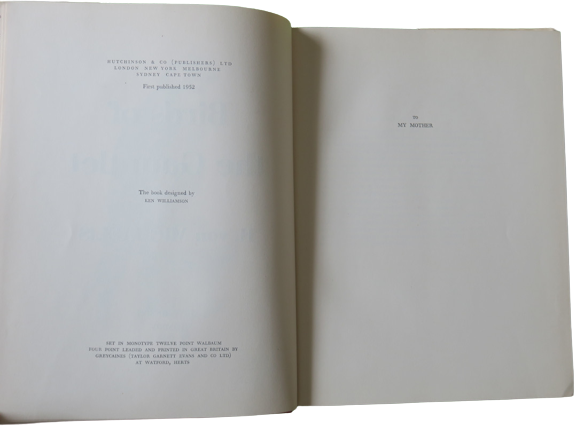 HUTCHINSON & CO (PUBLISHERS) LTD
LONDON NEW YORK MELBOURNE
SYDNEY CAPE TOWN
First published 1952
The book designed by
KEN WILLIAMSON
SET IN MONOTYPE TWELVE POINT WALBAUM
FOUR POINT LEADED AND PRINTED IN GREAT BRITAIN BY
GREYCAINES (TAYLOR GARNETT EVANS AND CO LTD)
AT WATFORD, HERTS
TO
MY MOTHER